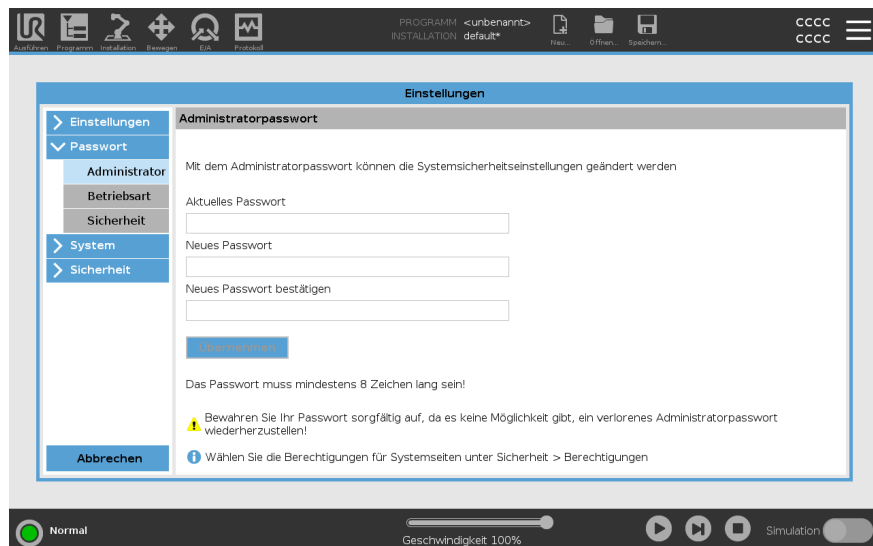 PROGRAMM <unbenannt>
INSTALLATION default*
CCCC
CCCC
Ausführen Programm Installation Bewegen E/A Protokoll Neu... Öffnen... Speichern...
Einstellungen
Einstellungen
Passwort
Administrator
Betriebsart
Sicherheit
System
Sicherheit
Abbrechen
Administratorpasswort
Mit dem Administratorpasswort können die Systemsicherheitseinstellungen geändert werden
Aktuelles Passwort
Neues Passwort
Neues Passwort bestätigen
Übernehmen
Das Passwort muss mindestens 8 Zeichen lang sein!
Bewahren Sie Ihr Passwort sorgfältig auf, da es keine Möglichkeit gibt, ein verlorenes Administratorpasswort
wiederherzustellen!
Wählen Sie die Berechtigungen für Systemseiten unter Sicherheit > Berechtigungen
Normal
Geschwindigkeit 100%
Simulation